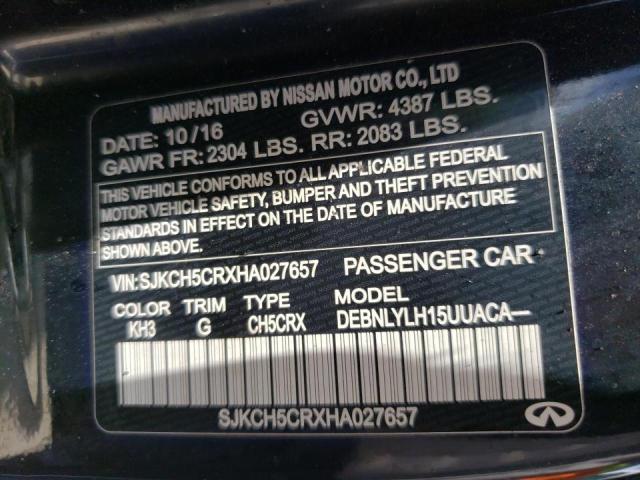 MANUFACTURED BY NISSAN MOTOR CO., LTD
DATE: 10/16 GVWR: 4387 LBS.
GAWR FR: 2304 LBS. RR: 2083 LBS.
THIS VEHICLE CONFORMS TO ALL APPLICABLE FEDERAL
MOTOR VEHICLE SAFETY, BUMPER AND THEFT PREVENTION
STANDARDS IN EFFECT ON THE DATE OF MANUFACTURE
SHOWN ABOVE.
VIN:SJKCH5CRXHA027657 PASSENGER CAR
COLOR TRIM TYPE MODEL
KH3 G CH5CRX DEBNLYLH15UUACA—
SJKCH5CRXHA027657